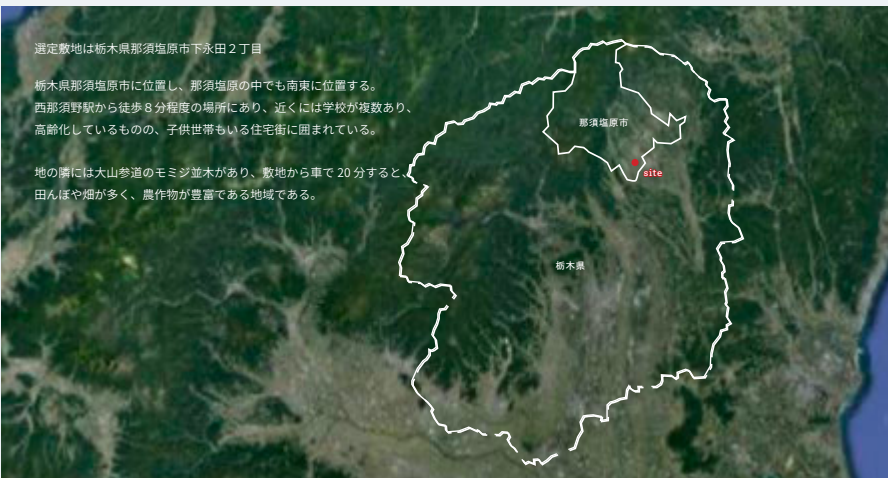 選定敷地は栃木県那須塩原市下永田２丁目
栃木県那須塩原市に位置し、那須塩原の中でも南東に位置する。
西那須野駅から徒歩８分程度の場所にあり、近くには学校が複数あり、
高齢化しているものの、子供世帯もいる住宅街に囲まれている。
地の隣には大山参道のモミジ並木があり、敷地から車で 20 分すると、
田んぼや畑が多く、農作物が豊富である地域である。
那須塩原市
site
栃木県